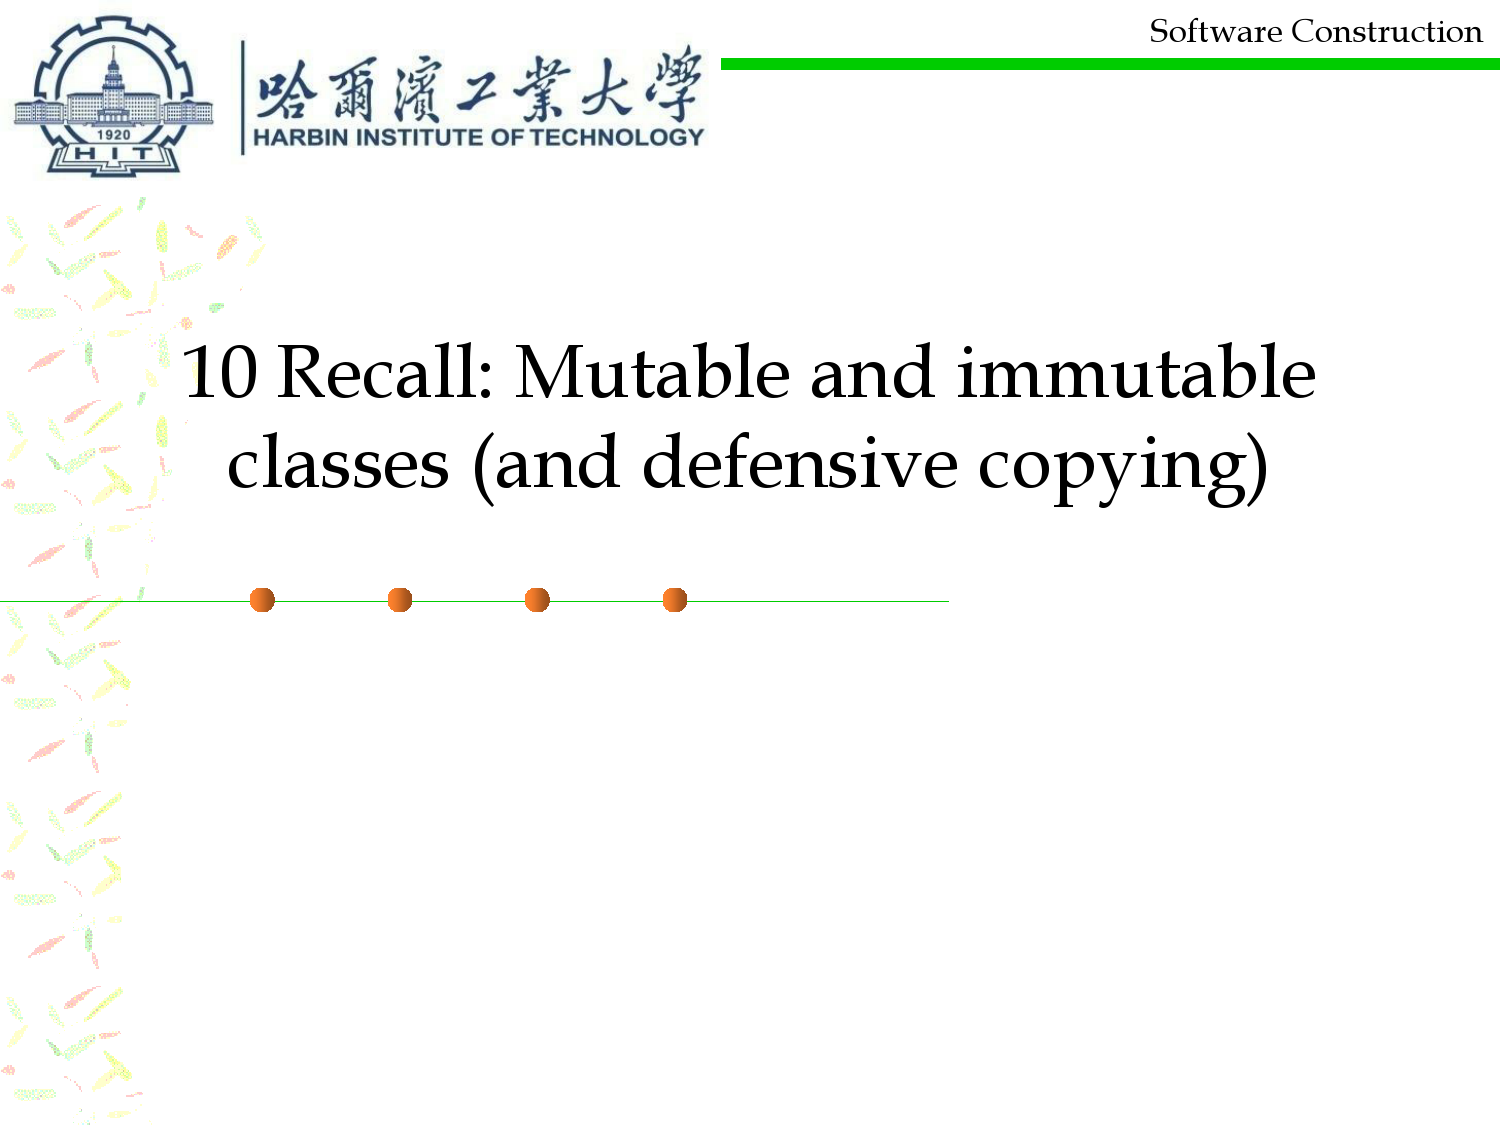 Software Construction
哈爾濱工業大學
HARBIN INSTITUTE OF TECHNOLOGY
1920
HIT
10 Recall: Mutable and immutable
classes (and defensive copying)